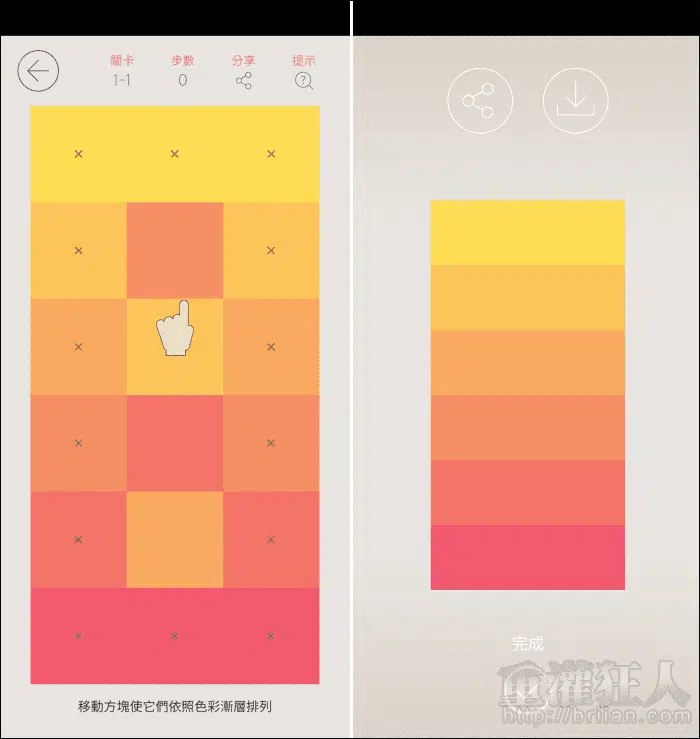 關卡 步數 分享 提示
1-1 0
移動方塊使它們依照色彩漸層排列
完成
重灌狂人
http://briian.com